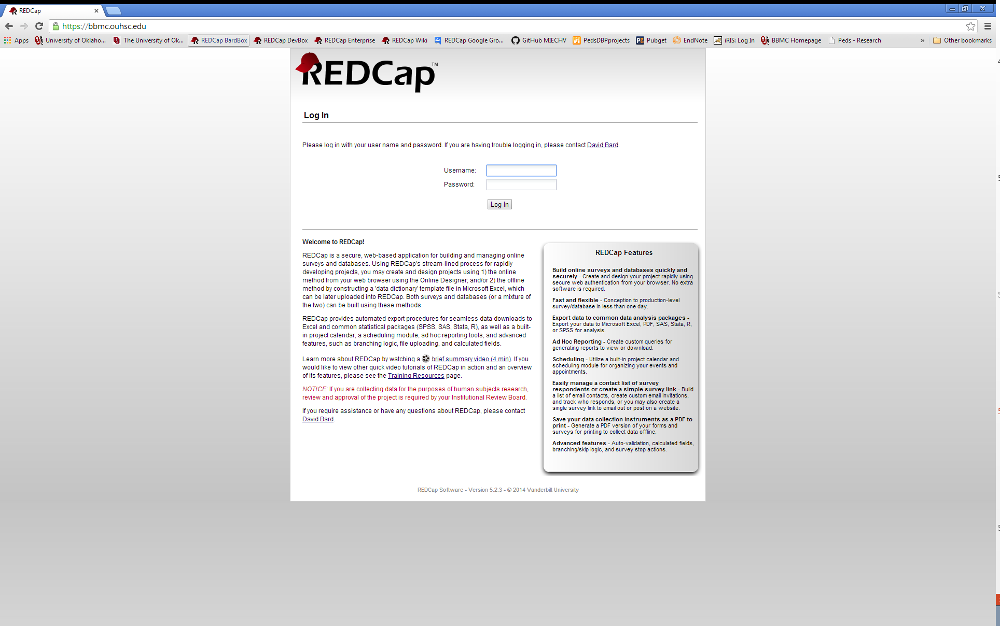 REDCap
https://bbmc.ouhsc.edu
Apps University of Oklaho... The University of Ok... REDCap BardBox REDCap DevBox REDCap Enterprise REDCap Wiki REDCap Google Gro... GitHub MIECHV PedsDBPprojects Pubget EndNote iRIS: Log In BBMC Homepage Peds - Research » Other bookmarks
REDCap™
Log In
Please log in with your user name and password. If you are having trouble logging in, please contact David Bard.
Username:
Password:
Log In
Welcome to REDCap!
REDCap is a secure, web-based application for building and managing online
surveys and databases. Using REDCap's stream-lined process for rapidly
developing projects, you may create and design projects using 1) the online
method from your web browser using the Online Designer; and/or 2) the offline
method by constructing a 'data dictionary' template file in Microsoft Excel, which
can be later uploaded into REDCap. Both surveys and databases (or a mixture of
the two) can be built using these methods.
REDCap provides automated export procedures for seamless data downloads to
Excel and common statistical packages (SPSS, SAS, Stata, R), as well as a built-
in project calendar, a scheduling module, ad hoc reporting tools, and advanced
features, such as branching logic, file uploading, and calculated fields.
Learn more about REDCap by watching a brief summary video (4 min). If you
would like to view other quick video tutorials of REDCap in action and an overview
of its features, please see the Training Resources page.
NOTICE: If you are collecting data for the purposes of human subjects research,
review and approval of the project is required by your Institutional Review Board.
If you require assistance or have any questions about REDCap, please contact
David Bard.
REDCap Features
Build online surveys and databases quickly and
securely - Create and design your project rapidly using
secure web authentication from your browser. No extra
software is required.
Fast and flexible - Conception to production-level
survey/database in less than one day.
Export data to common data analysis packages -
Export your data to Microsoft Excel, PDF, SAS, Stata, R,
or SPSS for analysis.
Ad Hoc Reporting - Create custom queries for
generating reports to view or download.
Scheduling - Utilize a built-in project calendar and
scheduling module for organizing your events and
appointments.
Easily manage a contact list of survey
respondents or create a simple survey link - Build
a list of email contacts, create custom email invitations,
and track who responds, or you may also create a
single survey link to email out or post on a website.
Save your data collection instruments as a PDF to
print - Generate a PDF version of your forms and
surveys for printing to collect data offline.
Advanced features - Auto-validation, calculated fields,
branching/skip logic, and survey stop actions.
REDCap Software - Version 5.2.3 - © 2014 Vanderbilt University